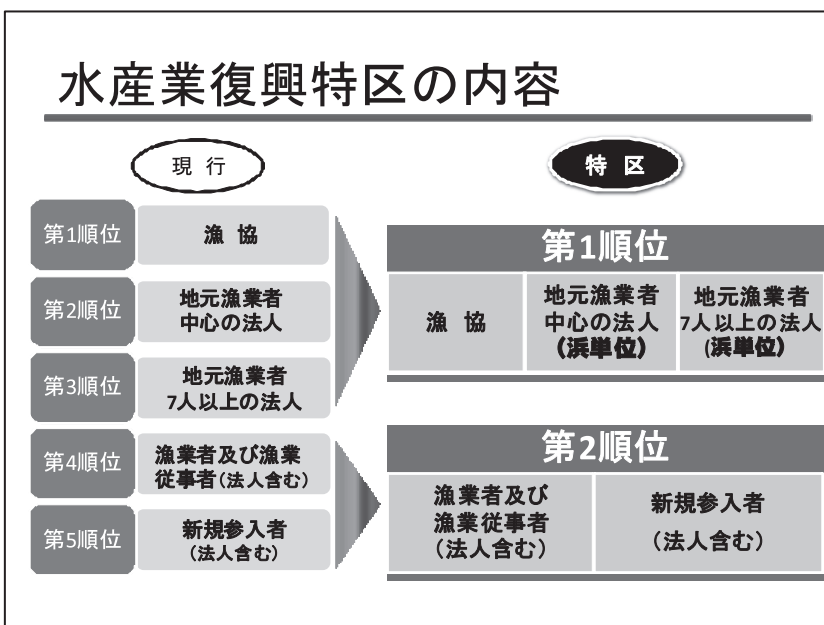 水産業復興特区の内容
現 行
第1順位
漁 協
第2順位
地元漁業者
中心の法人
第3順位
地元漁業者
7人以上の法人
第4順位
漁業者及び漁業
従事者(法人含む)
第5順位
新規参入者
(法人含む)
特 区
第1順位
漁 協
地元漁業者
中心の法人
(浜単位)
地元漁業者
7人以上の法人
(浜単位)
第2順位
漁業者及び
漁業従事者
(法人含む)
新規参入者
(法人含む)